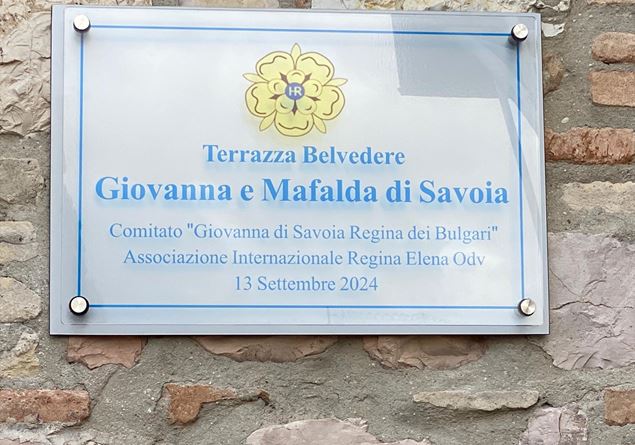 HR
Terrazza Belvedere
Giovanna e Mafalda di Savoia
Comitato "Giovanna di Savoia Regina dei Bulgari"
Associazione Internazionale Regina Elena Odv
13 Settembre 2024